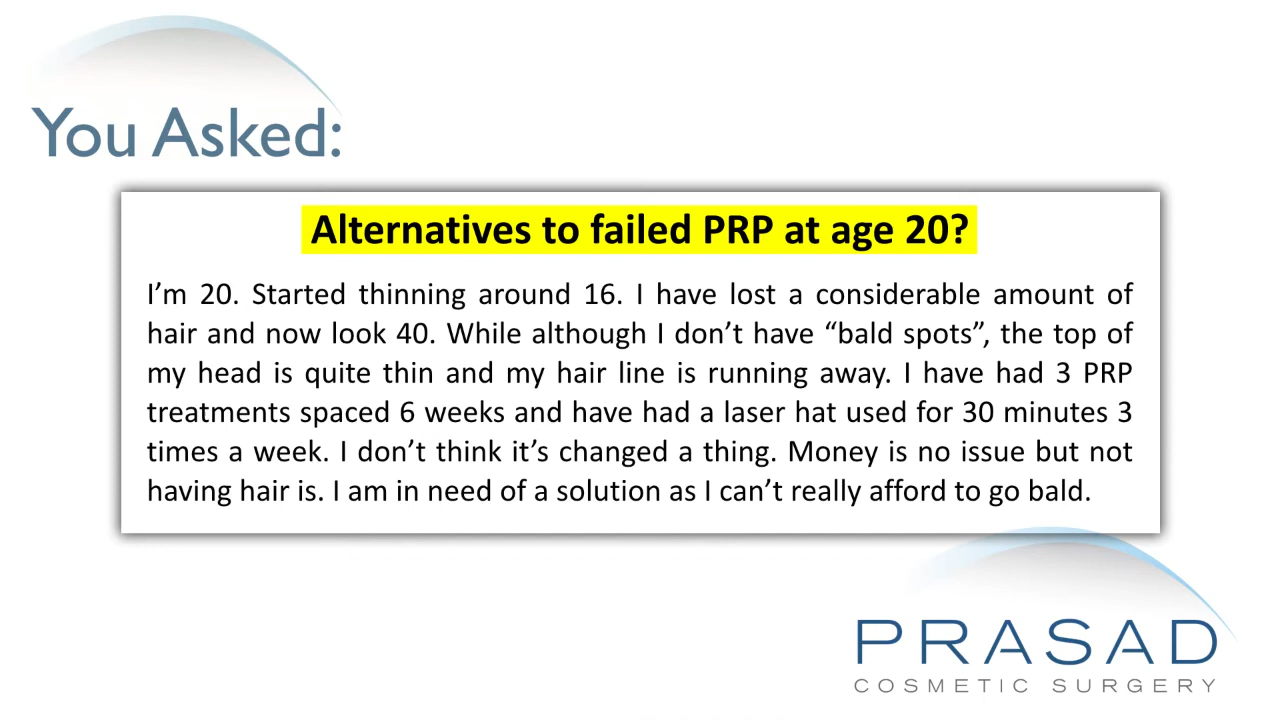 You Asked:
Alternatives to failed PRP at age 20?
I’m 20. Started thinning around 16. I have lost a considerable amount of
hair and now look 40. While although I don’t have “bald spots”, the top of
my head is quite thin and my hair line is running away. I have had 3 PRP
treatments spaced 6 weeks and have had a laser hat used for 30 minutes 3
times a week. I don’t think it’s changed a thing. Money is no issue but not
having hair is. I am in need of a solution as I can’t really afford to go bald.
PRASAD
COSMETIC SURGERY